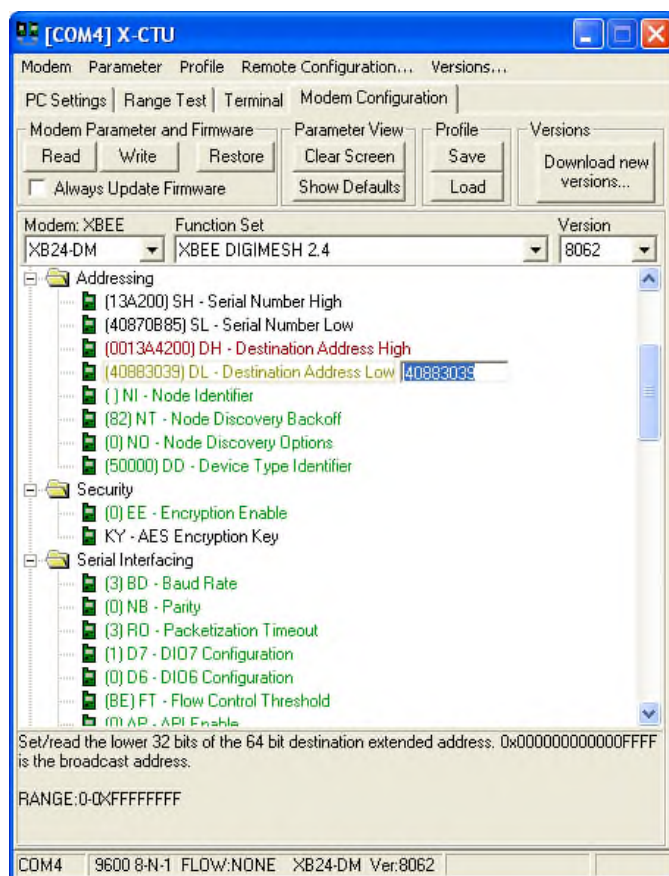 [COM4] X-CTU
Modem Parameter Profile Remote Configuration... Versions...
PC Settings Range Test Terminal Modem Configuration
Modem Parameter and Firmware Parameter View Profile Versions
Read Write Restore Clear Screen Save Download new versions...
Always Update Firmware Show Defaults Load
Modem: XBEE Function Set Version
XB24-DM XBEE DIGIMESH 2.4 8062
Addressing
(13A200) SH - Serial Number High
(40870B85) SL - Serial Number Low
(0013A4200) DH - Destination Address High
(40883039) DL - Destination Address Low 40883039
( ) NI - Node Identifier
(82) NT - Node Discovery Backoff
(0) NO - Node Discovery Options
(50000) DD - Device Type Identifier
Security
(0) EE - Encryption Enable
KY - AES Encryption Key
Serial Interfacing
(3) BD - Baud Rate
(0) NB - Parity
(3) RO - Packetization Timeout
(1) D7 - DIO7 Configuration
(0) D6 - DIO6 Configuration
(BE) FT - Flow Control Threshold
(0) AP - API Enable
Set/read the lower 32 bits of the 64 bit destination extended address. 0x000000000000FFFF
is the broadcast address.
RANGE:0-0XFFFFFFFF
COM4 9600 8-N-1 FLOW:NONE XB24-DM Ver:8062